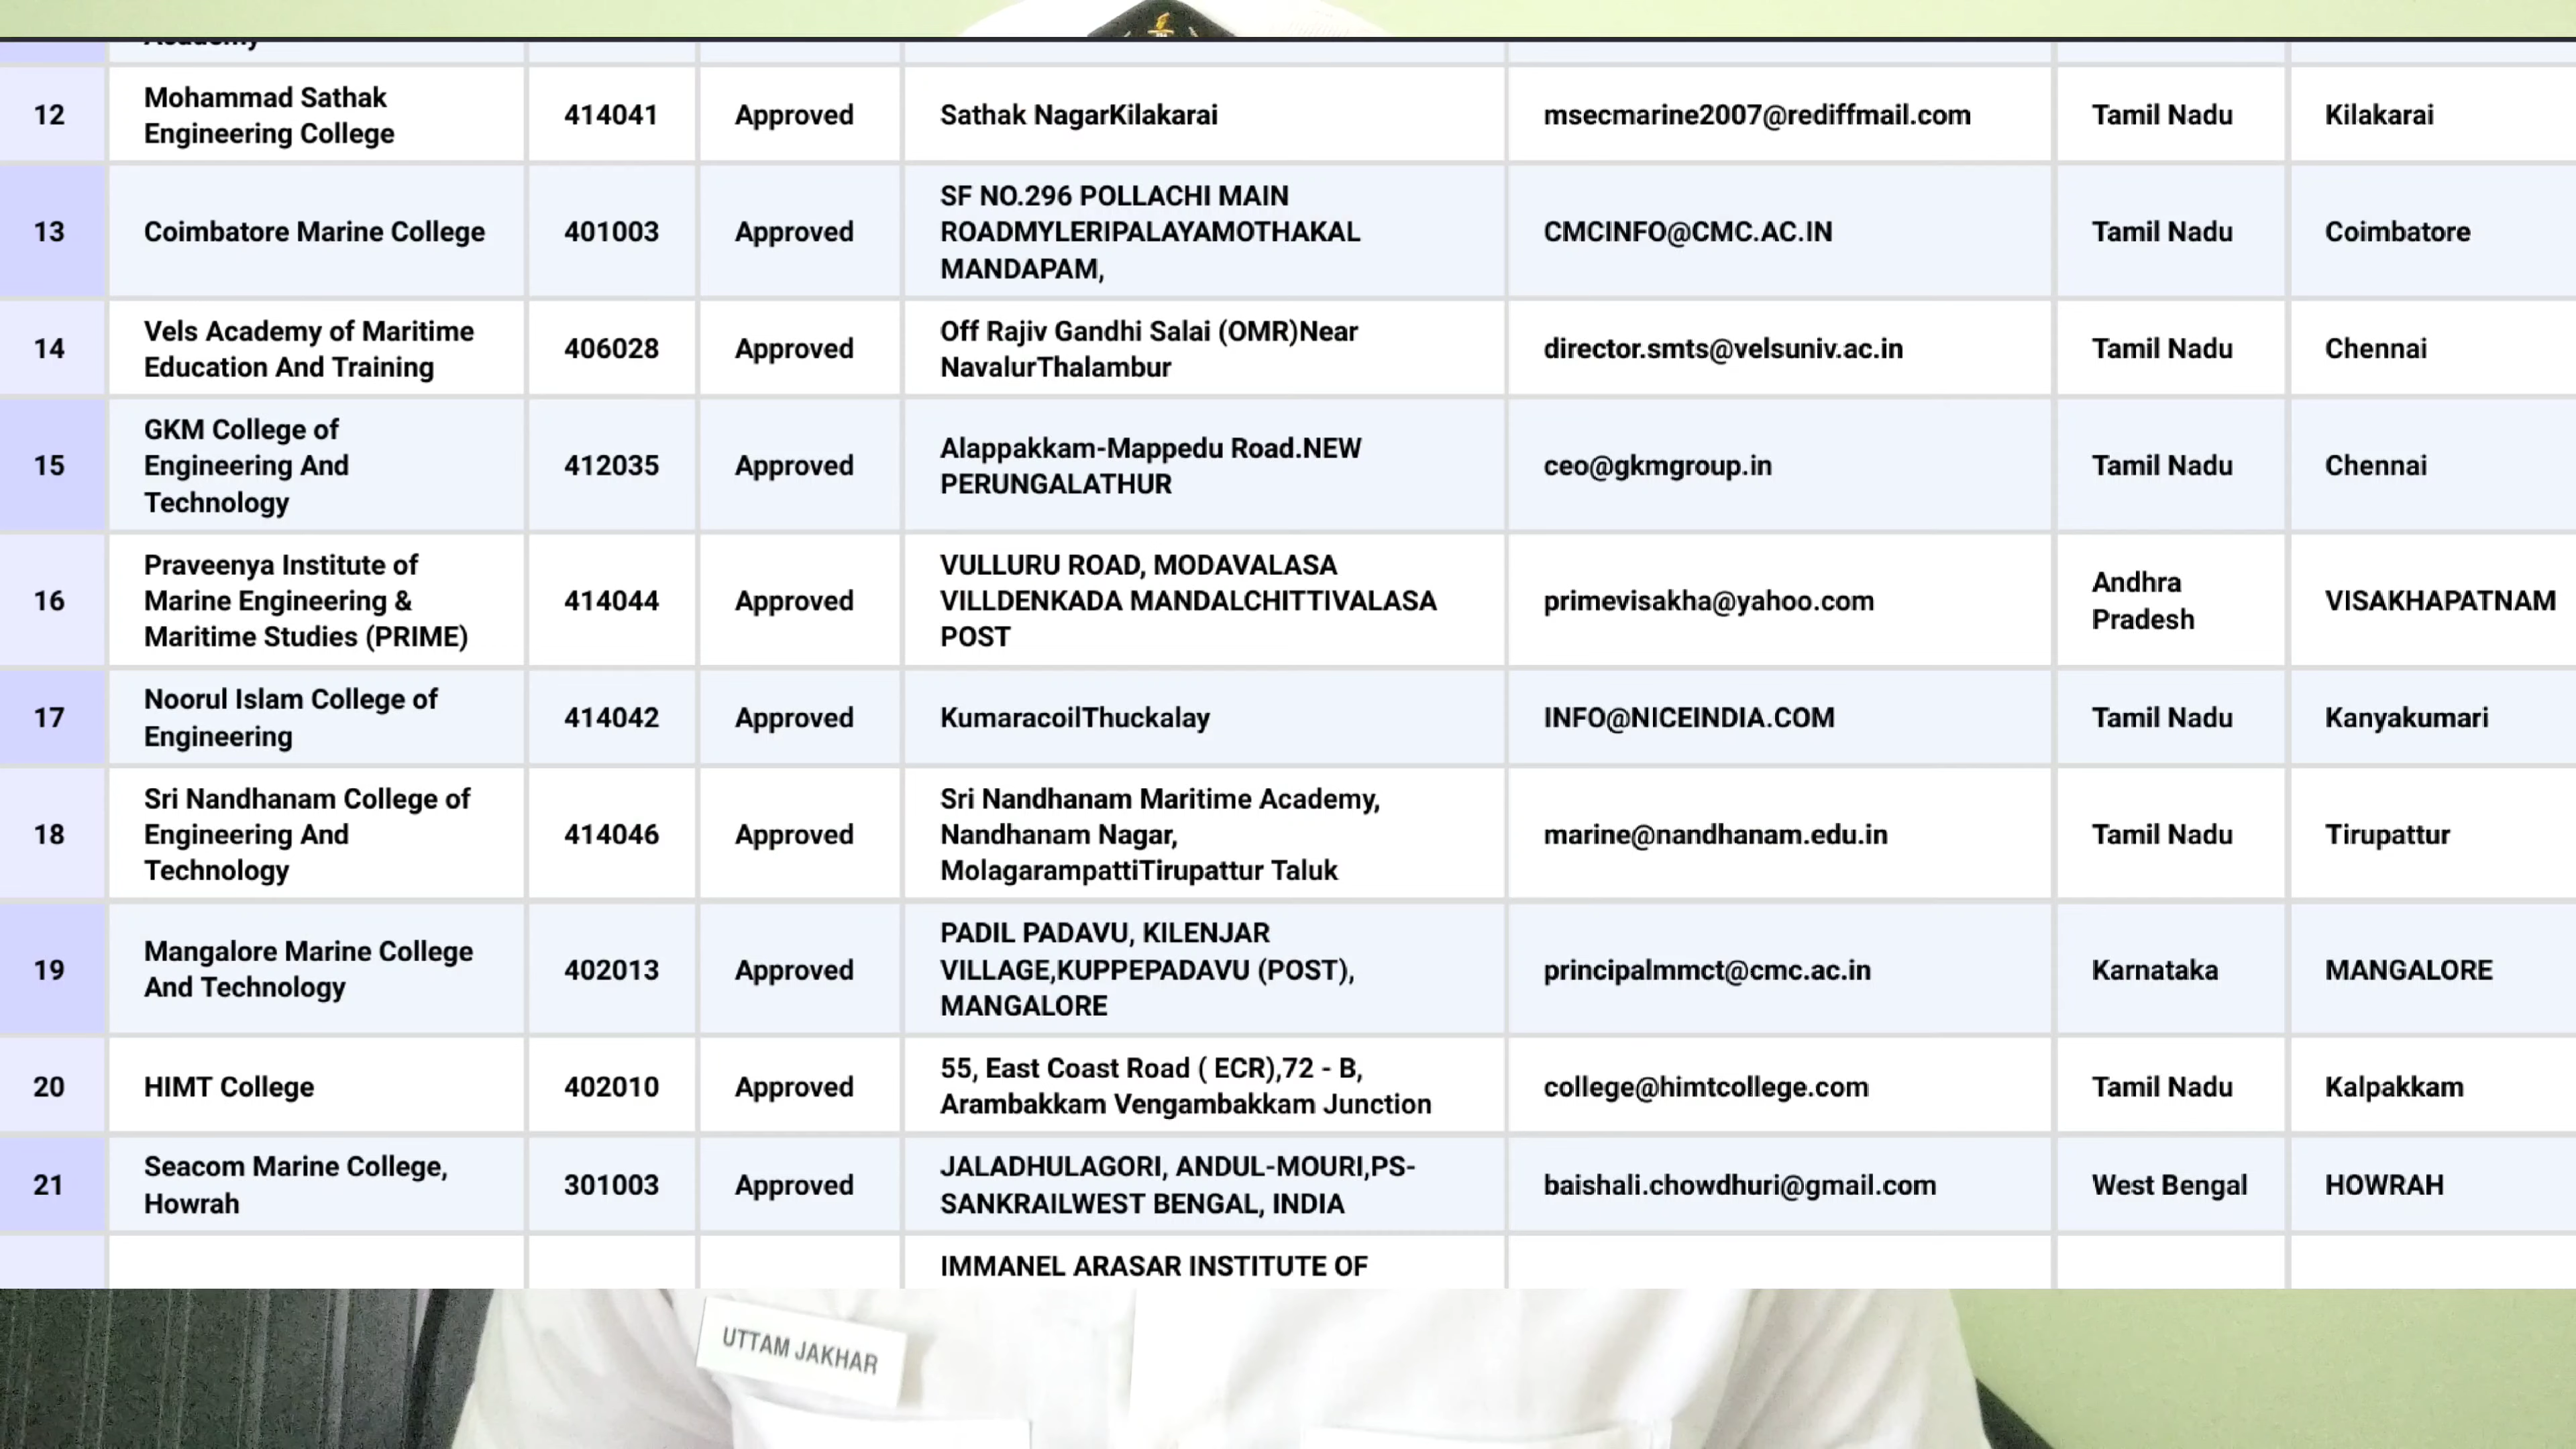 Academy
12
Mohammad Sathak
Engineering College
414041
Approved
Sathak NagarKilakarai
msecmarine2007@rediffmail.com
Tamil Nadu
Kilakarai
13
Coimbatore Marine College
401003
Approved
SF NO.296 POLLACHI MAIN
ROADMYLERIPALAYAMOTHAKAL
MANDAPAM,
CMCINFO@CMC.AC.IN
Tamil Nadu
Coimbatore
14
Vels Academy of Maritime
Education And Training
406028
Approved
Off Rajiv Gandhi Salai (OMR)Near
NavalurThalambur
director.smts@velsuniv.ac.in
Tamil Nadu
Chennai
15
GKM College of
Engineering And
Technology
412035
Approved
Alappakkam-Mappedu Road.NEW
PERUNGALATHUR
ceo@gkmgroup.in
Tamil Nadu
Chennai
16
Praveenya Institute of
Marine Engineering &
Maritime Studies (PRIME)
414044
Approved
VULLURU ROAD, MODAVALASA
VILLDENKADA MANDALCHITTIVALASA
POST
primevisakha@yahoo.com
Andhra
Pradesh
VISAKHAPATNAM
17
Noorul Islam College of
Engineering
414042
Approved
KumaracoilThuckalay
INFO@NICEINDIA.COM
Tamil Nadu
Kanyakumari
18
Sri Nandhanam College of
Engineering And
Technology
414046
Approved
Sri Nandhanam Maritime Academy,
Nandhanam Nagar,
MolagarampattiTirupattur Taluk
marine@nandhanam.edu.in
Tamil Nadu
Tirupattur
19
Mangalore Marine College
And Technology
402013
Approved
PADIL PADAVU, KILENJAR
VILLAGE,KUPPEPADAVU (POST),
MANGALORE
principalmmct@cmc.ac.in
Karnataka
MANGALORE
20
HIMT College
402010
Approved
55, East Coast Road ( ECR),72 - B,
Arambakkam Vengambakkam Junction
college@himtcollege.com
Tamil Nadu
Kalpakkam
21
Seacom Marine College,
Howrah
301003
Approved
JALADHULAGORI, ANDUL-MOURI,PS-
SANKRAILWEST BENGAL, INDIA
baishali.chowdhuri@gmail.com
West Bengal
HOWRAH
IMMANEL ARASAR INSTITUTE OF
UTTAM JAKHAR